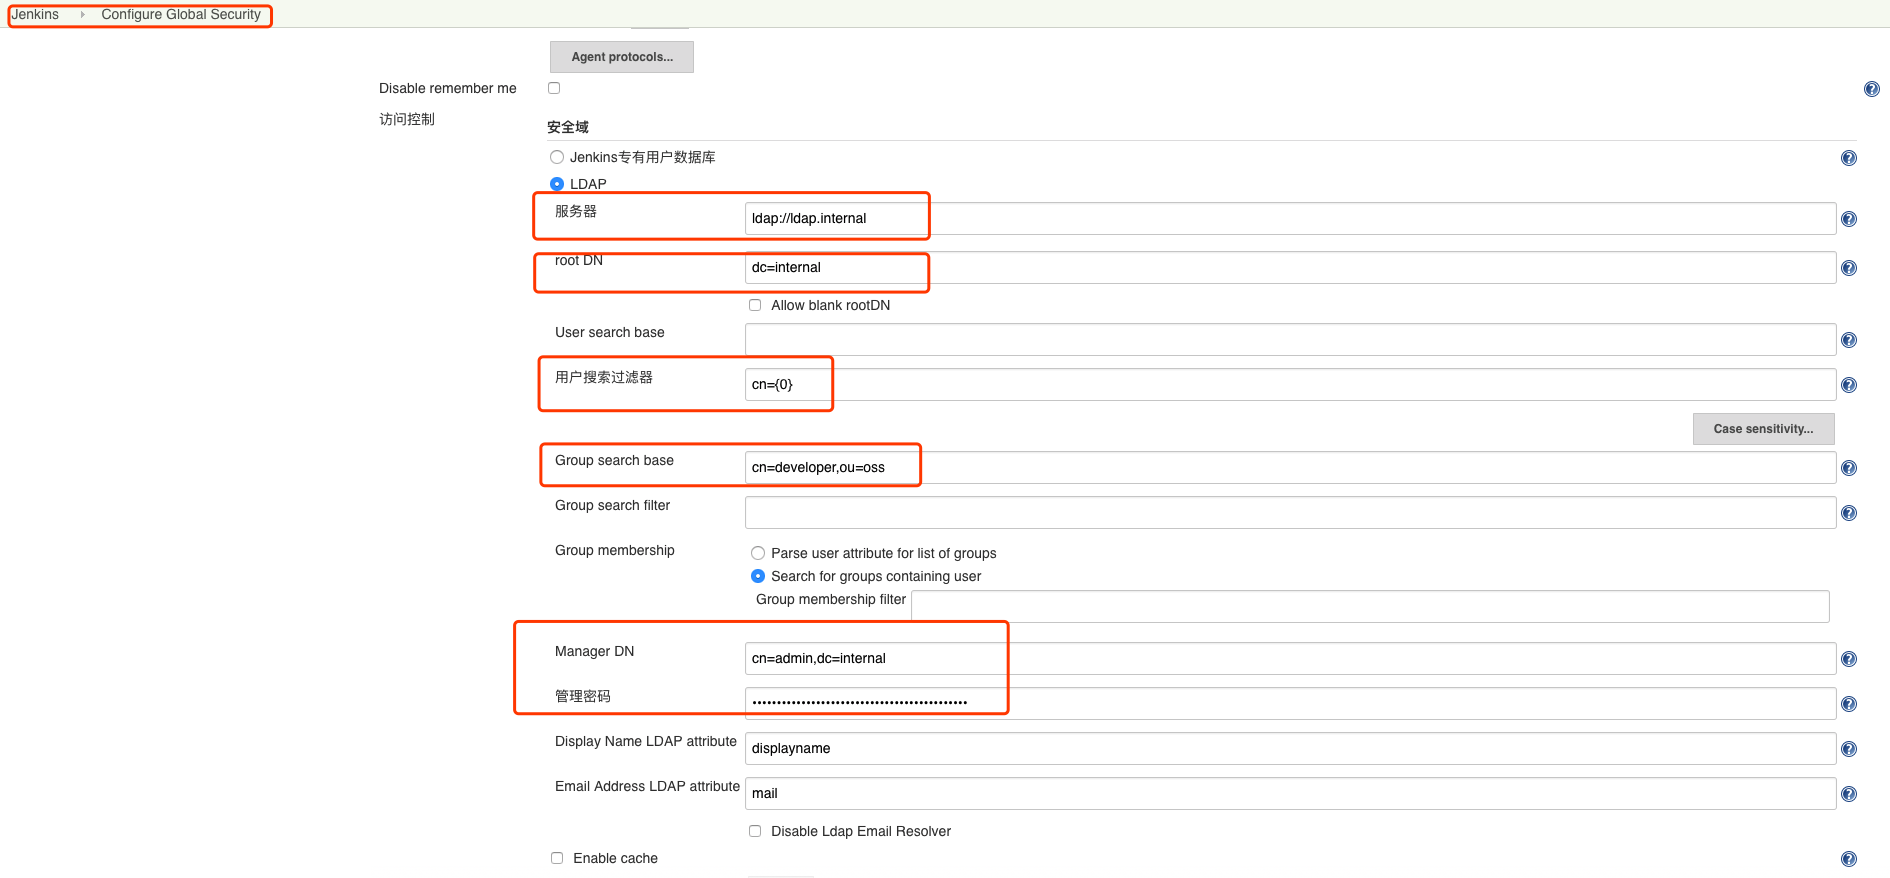 Jenkins Configure Global Security
Agent protocols...
Disable remember me
访问控制
安全域
Jenkins专有用户数据库
LDAP
服务器
ldap://ldap.internal
root DN
dc=internal
Allow blank rootDN
User search base
用户搜索过滤器
cn={0}
Case sensitivity...
Group search base
cn=developer,ou=oss
Group search filter
Group membership
Parse user attribute for list of groups
Search for groups containing user
Group membership filter
Manager DN
cn=admin,dc=internal
管理密码
Display Name LDAP attribute
displayname
Email Address LDAP attribute
mail
Disable Ldap Email Resolver
Enable cache